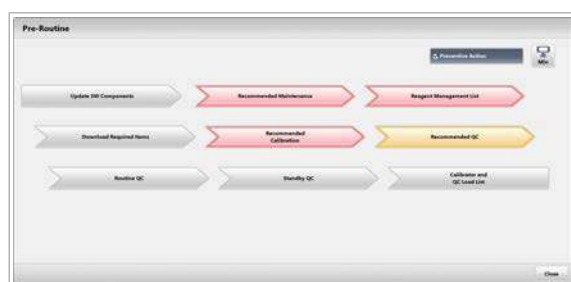 Pre-Routine
Preventive Action
Mix
Update SW Components
Recommended Maintenance
Reagent Management List
Download Required Items
Recommended
Calibration
Recommended QC
Routine QC
Standby QC
Calibrator and
QC Load List
Close